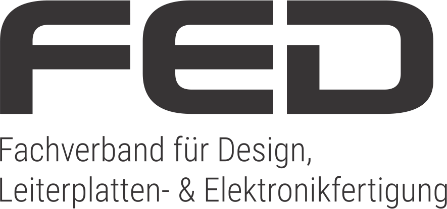 FED
Fachverband für Design,
Leiterplatten- & Elektronikfertigung